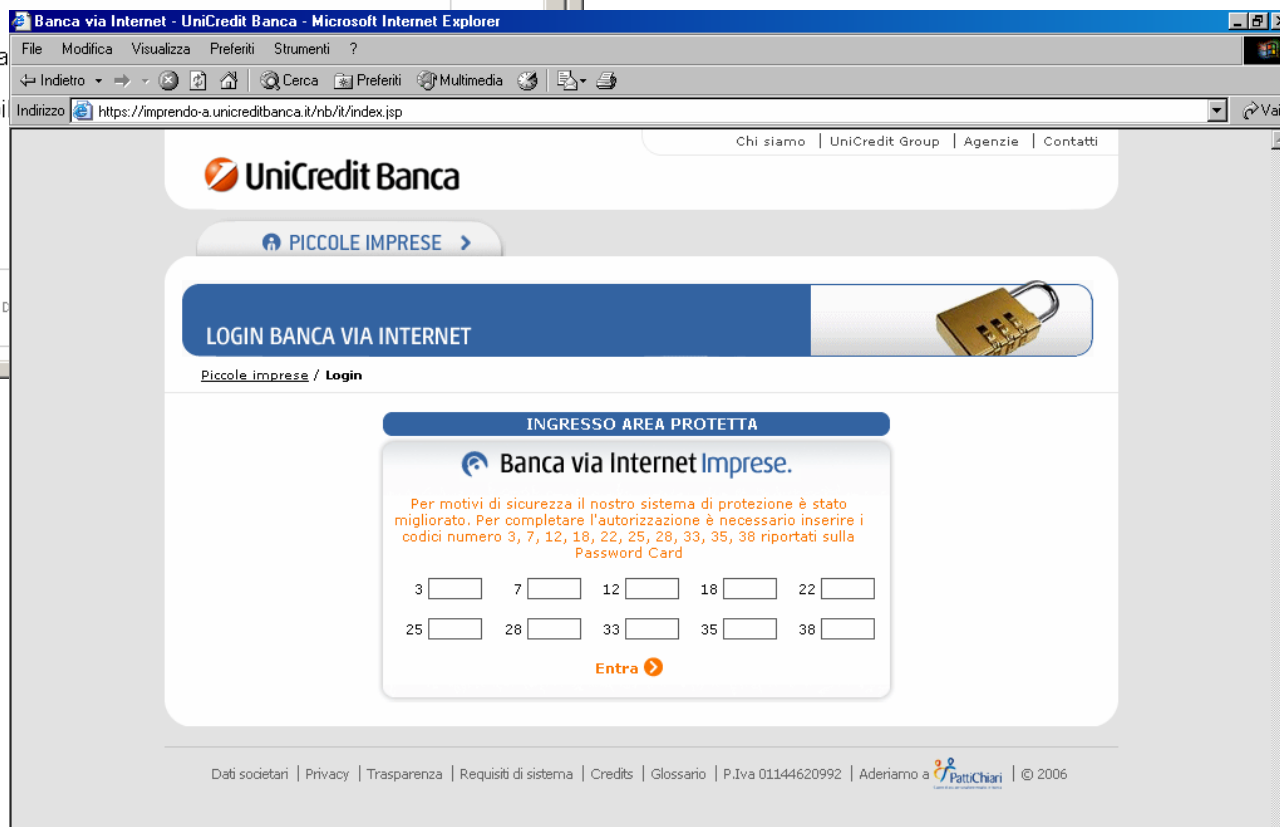 Banca via Internet - UniCredit Banca - Microsoft Internet Explorer
File Modifica Visualizza Preferiti Strumenti ?
Indietro Cerca Preferiti Multimedia
Indirizzo https://imprendo-a.unicreditbanca.it/nb/it/index.jsp Vai
Chi siamo | UniCredit Group | Agenzie | Contatti
UniCredit Banca
PICCOLE IMPRESE
LOGIN BANCA VIA INTERNET
Piccole imprese / Login
INGRESSO AREA PROTETTA
Banca via Internet Imprese.
Per motivi di sicurezza il nostro sistema di protezione è stato
migliorato. Per completare l'autorizzazione è necessario inserire i
codici numero 3, 7, 12, 18, 22, 25, 28, 33, 35, 38 riportati sulla
Password Card
3 7 12 18 22
25 28 33 35 38
Entra
Dati societari | Privacy | Trasparenza | Requisiti di sistema | Credits | Glossario | P.Iva 01144620992 | Aderiamo a PattiChiari | © 2006